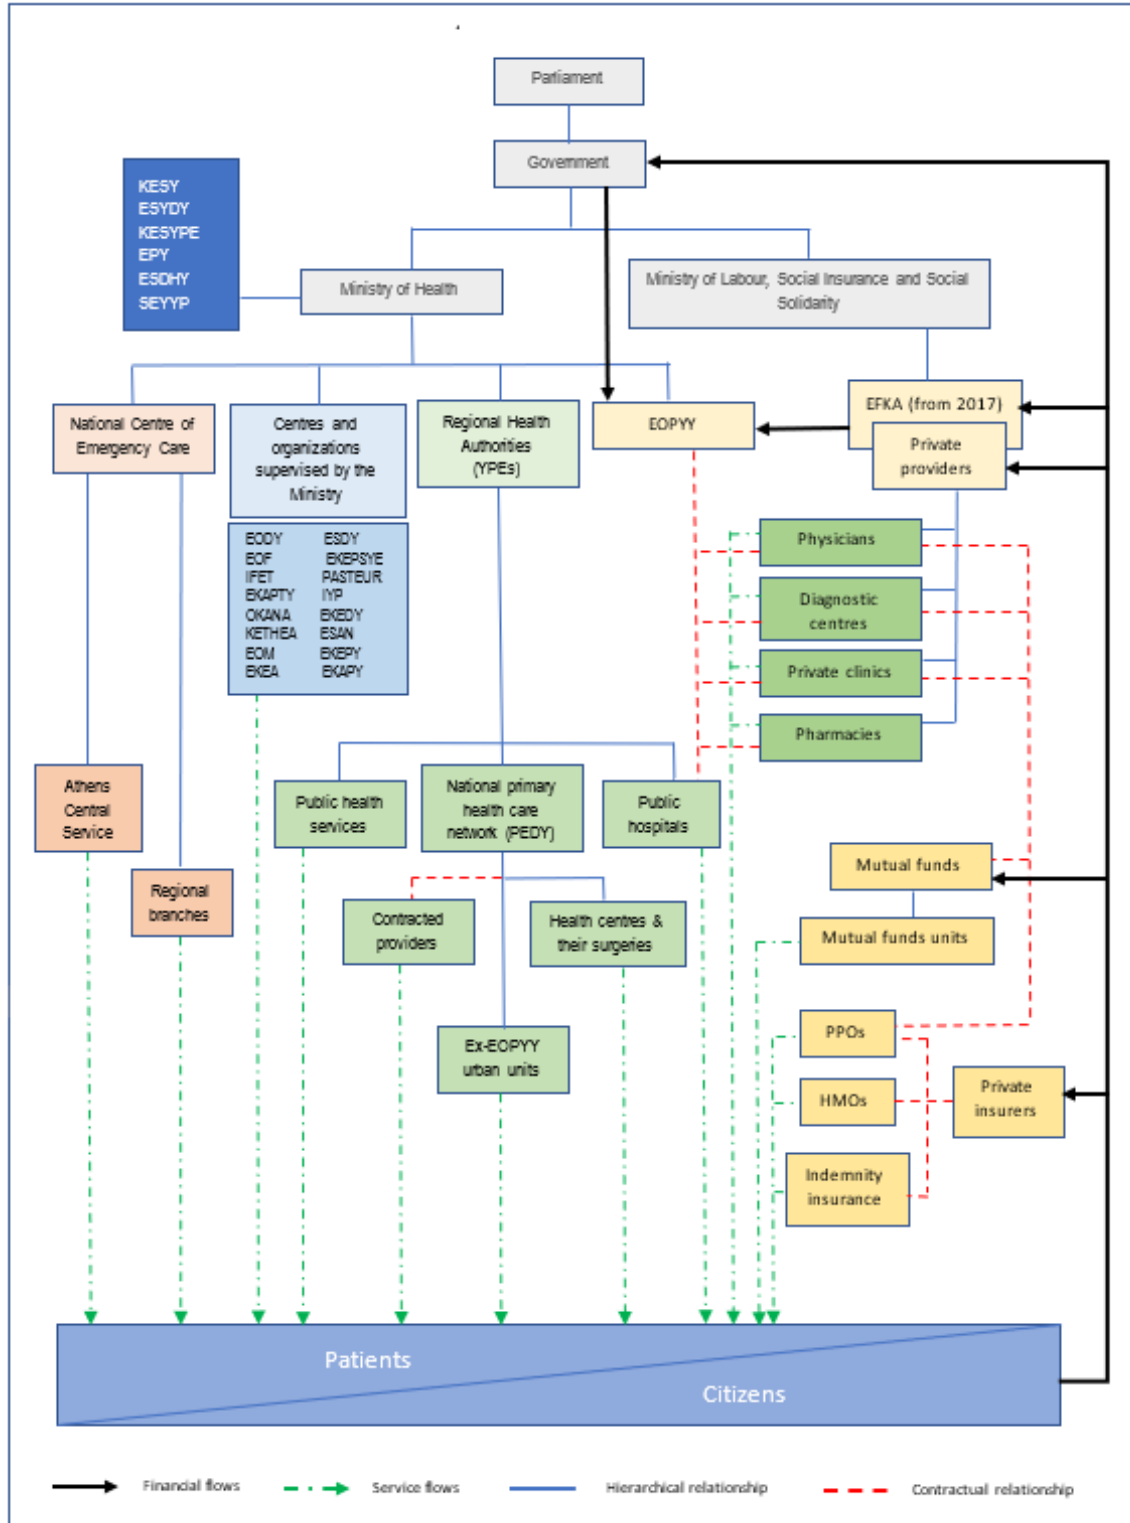 Parliament
Government
KESY
ESYDY
KESYPE
EPY
ESDHY
SEYYP
Ministry of Health
Ministry of Labour, Social Insurance and Social
Solidarity
National Centre of
Emergency Care
Centres and
organizations
supervised by the
Ministry
Regional Health
Authorities
(YPEs)
EOPYY
EFKA (from 2017)
Private
providers
EODY ESDY
EOF EKEPSYE
IFET PASTEUR
EKAPTY IYP
OKANA EKEDY
KETHEA ESAN
EOM EKEPY
EKEA EKAPY
Physicians
Diagnostic
centres
Private clinics
Pharmacies
Athens
Central
Service
Regional
branches
Public health
services
National primary
health care
network (PEDY)
Public
hospitals
Contracted
providers
Health centres &
their surgeries
Ex-EOPYY
urban units
Mutual funds
Mutual funds units
PPOs
HMOs
Indemnity
insurance
Private
insurers
Patients
Citizens
Financial flows
Service flows
Hierarchical relationship
Contractual relationship